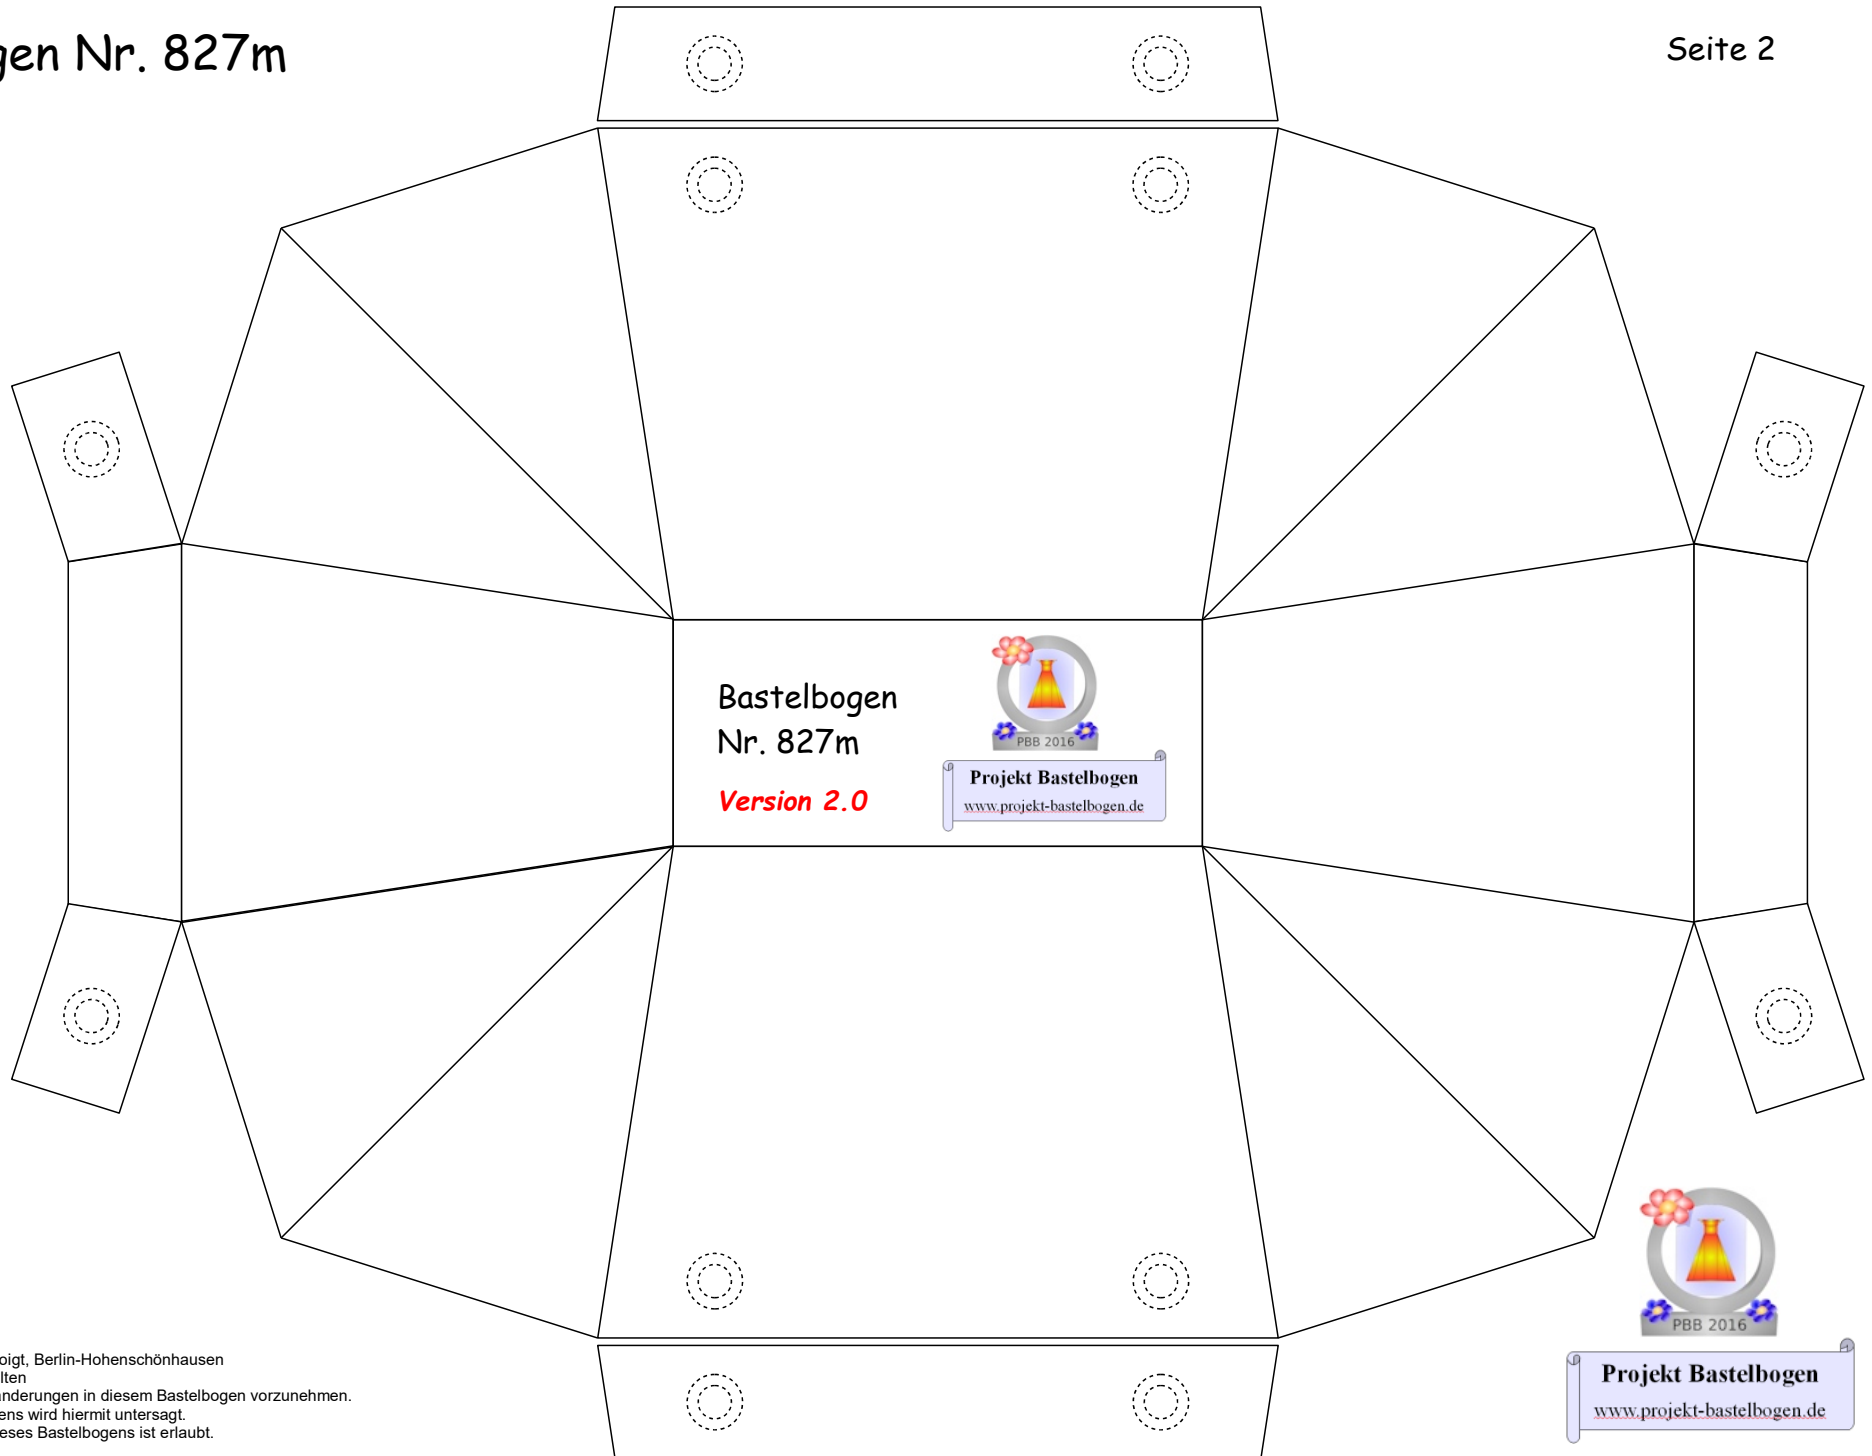 gen Nr. 827m
Seite 2
Bastelbogen
Nr. 827m
Version 2.0
PBB 2016
Projekt Bastelbogen
www.projekt-bastelbogen.de
PBB 2016
Projekt Bastelbogen
www.projekt-bastelbogen.de
oigt, Berlin-Hohenschönhausen
lten
änderungen in diesem Bastelbogen vorzunehmen.
ens wird hiermit untersagt.
ieses Bastelbogens ist erlaubt.